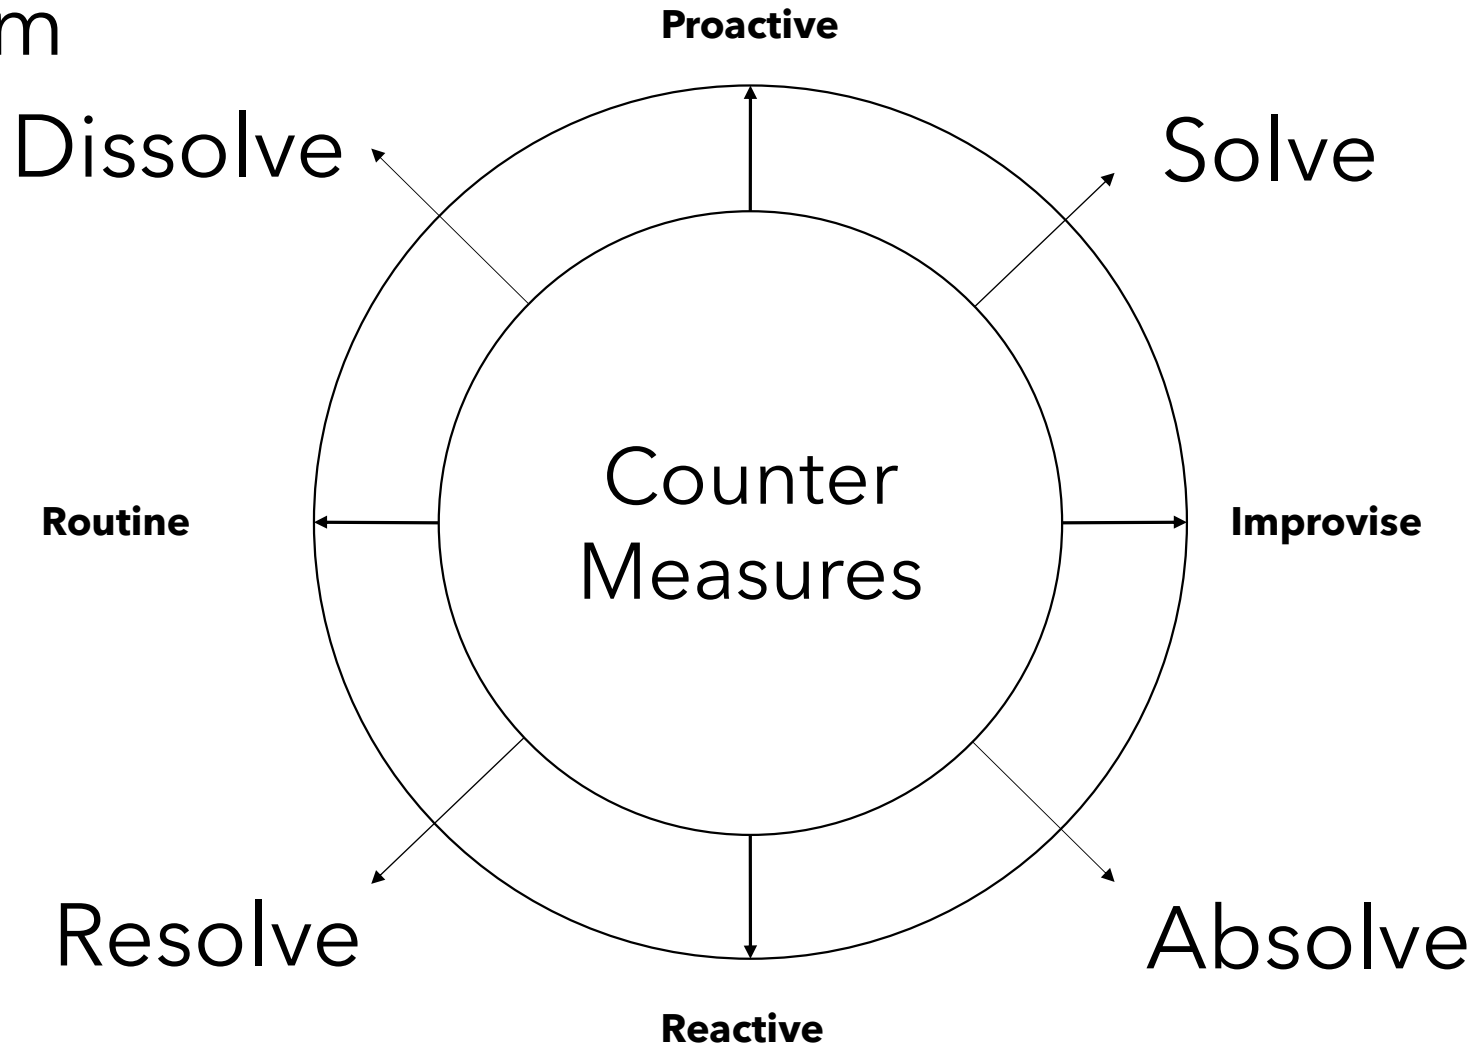 Proactive
Dissolve
Solve
Counter
Measures
Routine
Improvise
Resolve
Absolve
Reactive